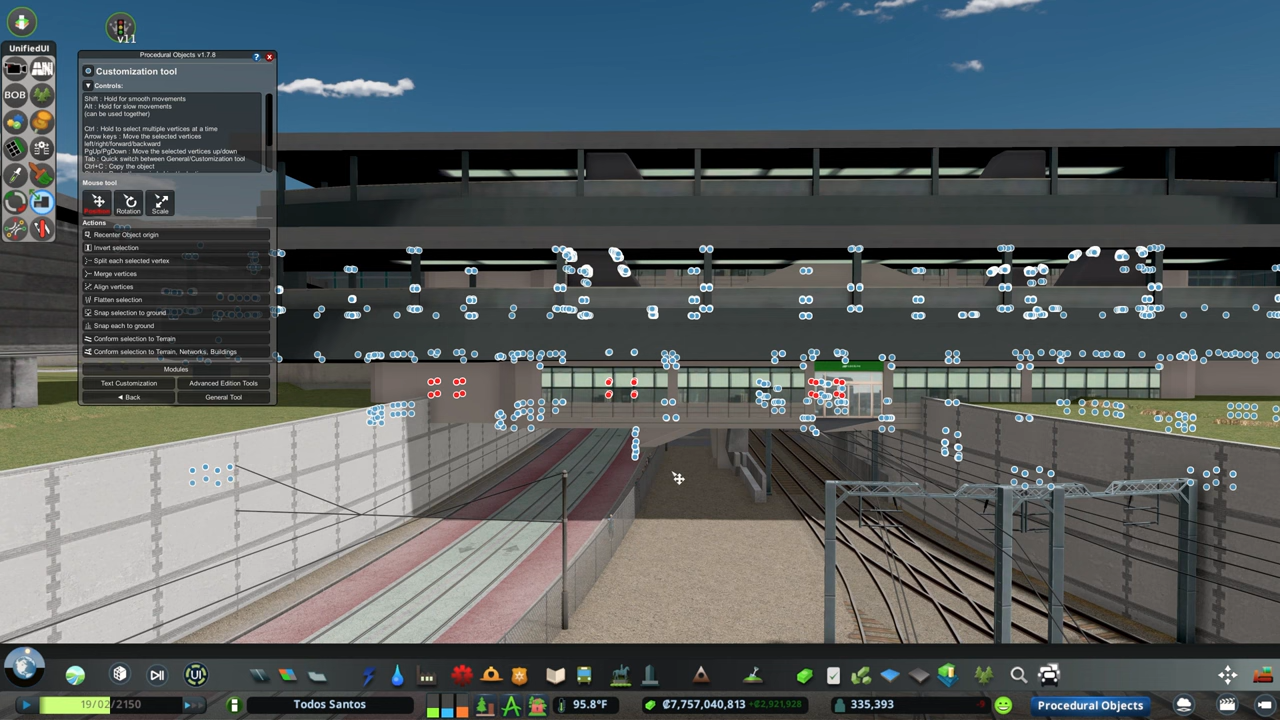 v11
UnifiedUI
Procedural Objects v1.7.8
?
Customization tool
Controls:
Shift : Hold for smooth movements
Alt : Hold for slow movements
(can be used together)
Ctrl : Hold to select multiple vertices at a time
Arrow keys : Move the selected vertices
left/right/forward/backward
PgUp/PgDown : Move the selected vertices up/down
Tab : Quick switch between General/Customization tool
Ctrl+C : Copy the object
BOB
Mouse tool
Position
Rotation
Scale
Actions
Recenter Object origin
Invert selection
Split each selected vertex
Merge vertices
Align vertices
Flatten selection
Snap selection to ground
Snap each to ground
Conform selection to Terrain
Conform selection to Terrain, Networks, Buildings
Modules
Text Customization
Advanced Edition Tools
Back
General Tool
UI
19/02/2150
Todos Santos
95.8°F
₡7,757,040,813
+₡2,921,928
335,393
-9
Procedural Objects